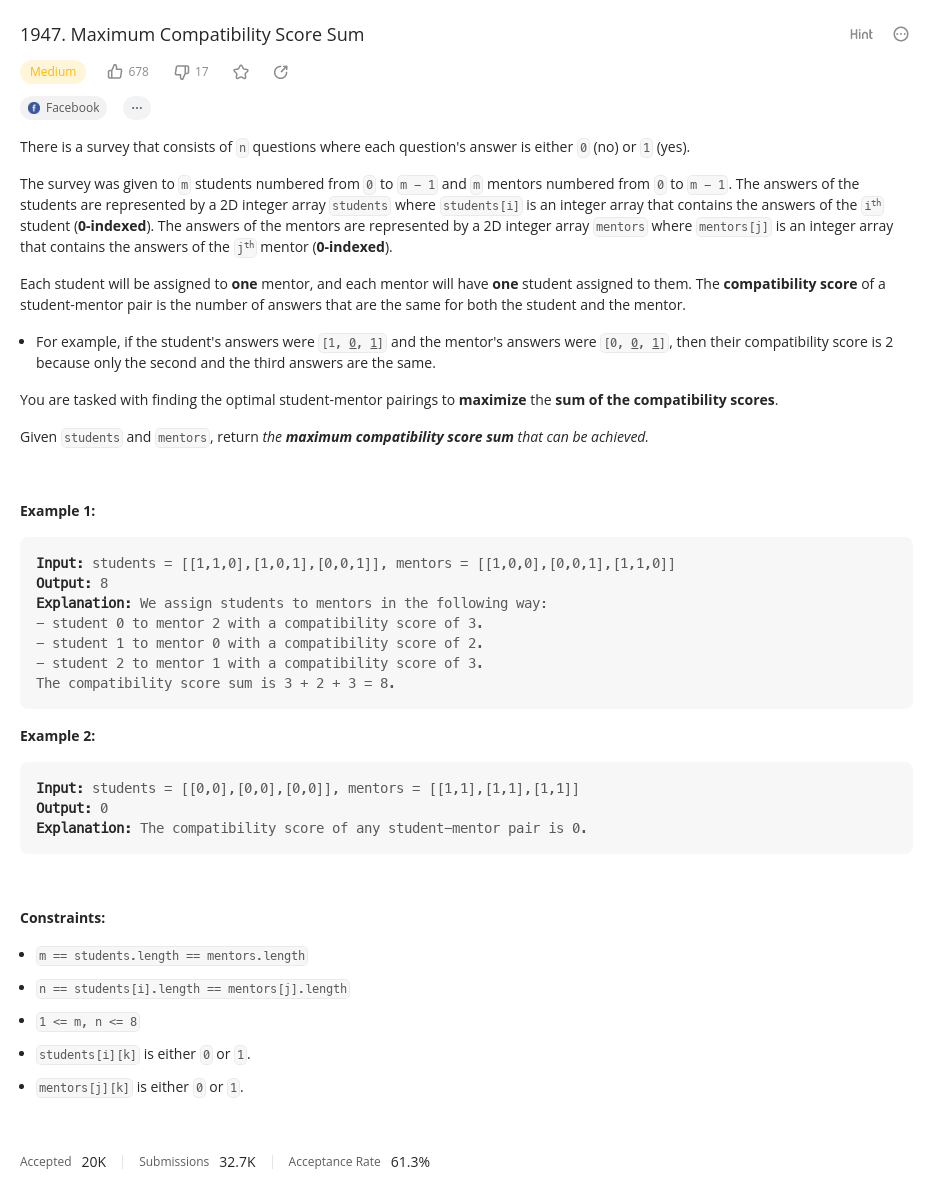 1947. Maximum Compatibility Score Sum
Hint
Medium
678
17
Facebook
There is a survey that consists of n questions where each question's answer is either 0 (no) or 1 (yes).
The survey was given to m students numbered from 0 to m - 1 and m mentors numbered from 0 to m - 1. The answers of the
students are represented by a 2D integer array students where students[i] is an integer array that contains the answers of the ith
student (0-indexed). The answers of the mentors are represented by a 2D integer array mentors where mentors[j] is an integer array
that contains the answers of the jth mentor (0-indexed).
Each student will be assigned to one mentor, and each mentor will have one student assigned to them. The compatibility score of a
student-mentor pair is the number of answers that are the same for both the student and the mentor.
• For example, if the student's answers were [1, 0, 1] and the mentor's answers were [0, 0, 1], then their compatibility score is 2
because only the second and the third answers are the same.
You are tasked with finding the optimal student-mentor pairings to maximize the sum of the compatibility scores.
Given students and mentors, return the maximum compatibility score sum that can be achieved.
Example 1:
Input: students = [[1,1,0],[1,0,1],[0,0,1]], mentors = [[1,0,0],[0,0,1],[1,1,0]]
Output: 8
Explanation: We assign students to mentors in the following way:
- student 0 to mentor 2 with a compatibility score of 3.
- student 1 to mentor 0 with a compatibility score of 2.
- student 2 to mentor 1 with a compatibility score of 3.
The compatibility score sum is 3 + 2 + 3 = 8.
Example 2:
Input: students = [[0,0],[0,0],[0,0]], mentors = [[1,1],[1,1],[1,1]]
Output: 0
Explanation: The compatibility score of any student-mentor pair is 0.
Constraints:
• m == students.length == mentors.length
• n == students[i].length == mentors[j].length
• 1 <= m, n <= 8
• students[i][k] is either 0 or 1.
• mentors[j][k] is either 0 or 1.
Accepted 20K Submissions 32.7K Acceptance Rate 61.3%